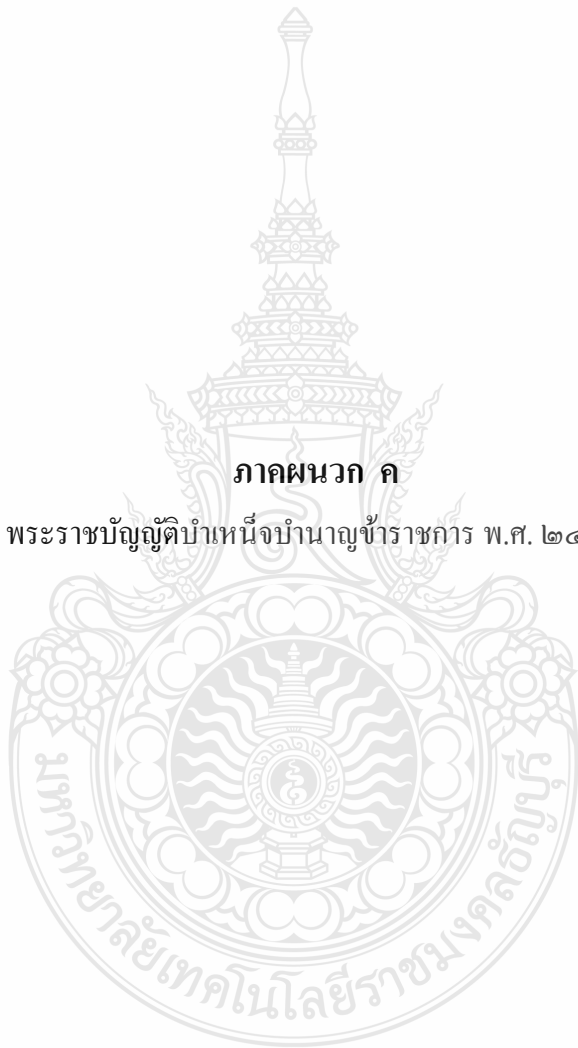 ภาคผนวก ค
พระราชบัญญัติบำเหน็จบำนาญข้าราชการ พ.ศ. ๒๔
มหาวิทยาลัยเทคโนโลยีราชมงคลธัญบุรี